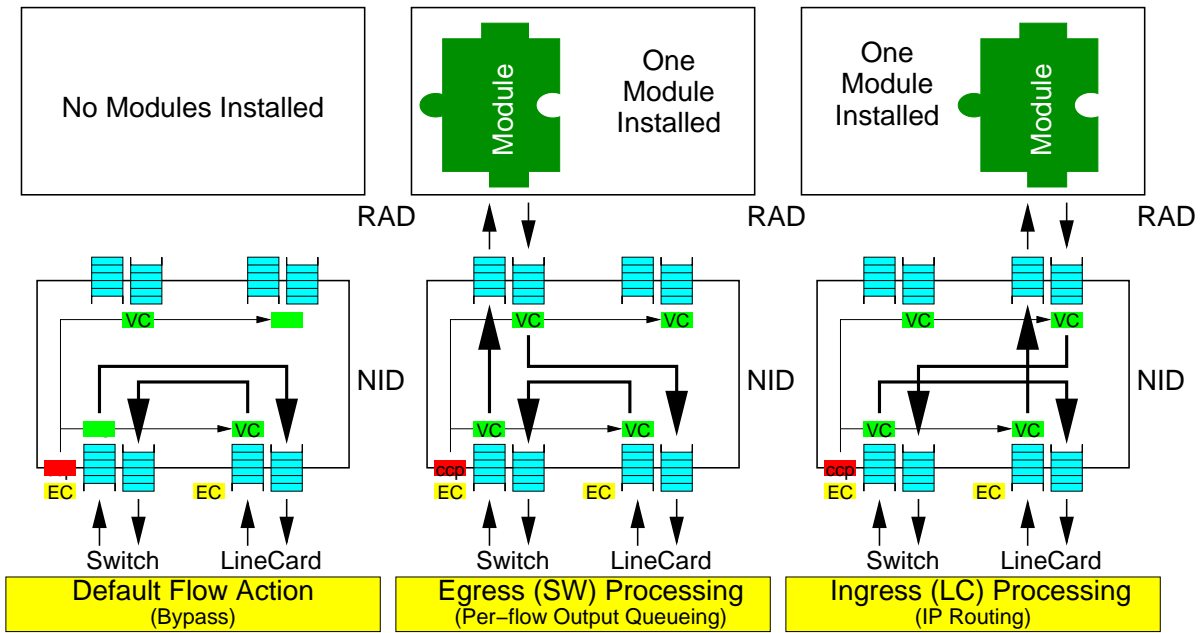 No Modules Installed
RAD
VC
NID
VC
EC
EC
Switch
LineCard
Default Flow Action
(Bypass)
Module
One
Module
Installed
RAD
VC
VC
NID
VC
VC
ccp
EC
EC
Switch
LineCard
Egress (SW) Processing
(Per−flow Output Queueing)
One
Module
Installed
Module
RAD
VC
VC
NID
VC
VC
ccp
EC
EC
Switch
LineCard
Ingress (LC) Processing
(IP Routing)